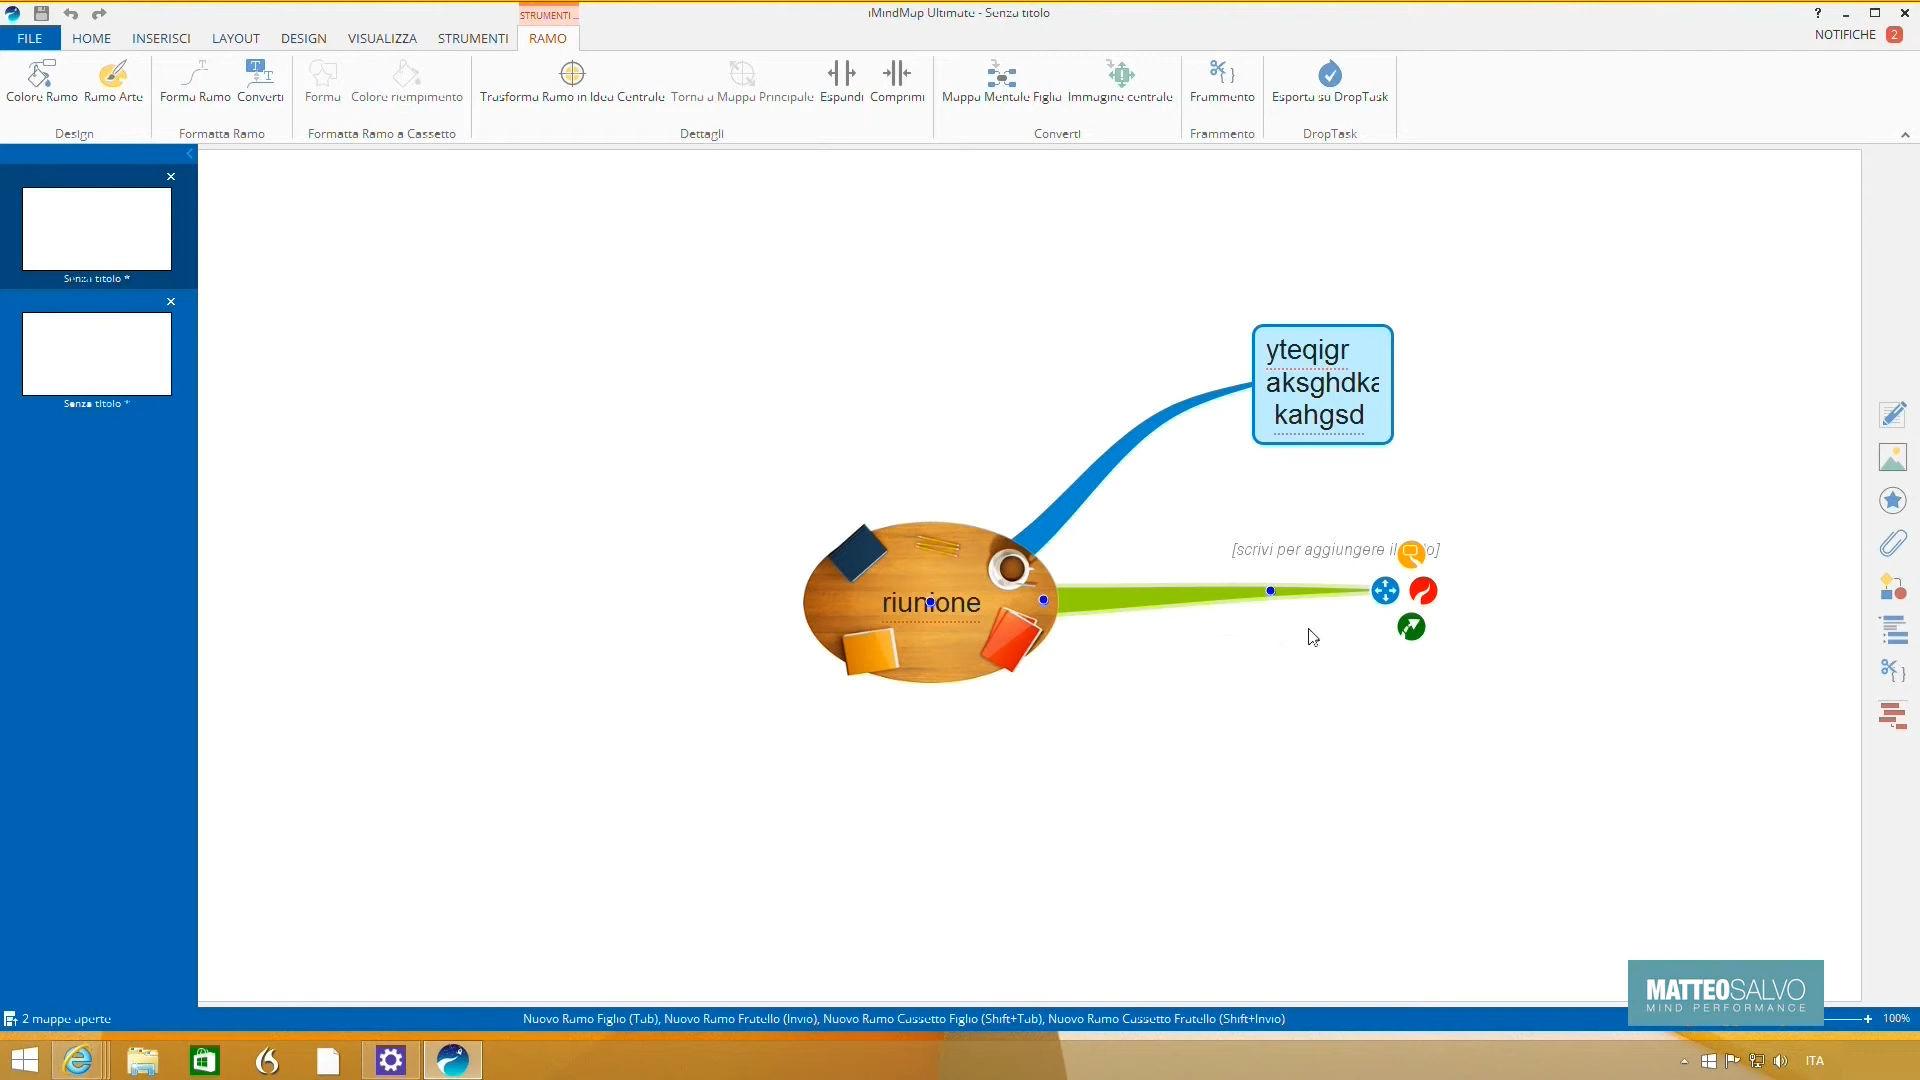 STRUMENTI ...
iMindMap Ultimate - Senza titolo
?
FILE
HOME
INSERISCI
LAYOUT
DESIGN
VISUALIZZA
STRUMENTI
RAMO
NOTIFICHE 2
Colore Ramo
Ramo Arte
Forma Ramo
Converti
Forma
Colore riempimento
Trasforma Ramo in Idea Centrale
Torna a Mappa Principale
Espandi
Comprimi
Mappa Mentale Figlia
Immagine centrale
Frammento
Esporta su DropTask
Design
Formatta Ramo
Formatta Ramo a Cassetto
Dettagli
Converti
Frammento
DropTask
Senza titolo *
Senza titolo *
yteqigr
aksghdka
kahgsd
[scrivi per aggiungere il
riunione
MATTEOSALVO
MIND PERFORMANCE
2 mappe aperte
Nuovo Ramo Figlio (Tab), Nuovo Ramo Fratello (Invio), Nuovo Ramo Cassetto Figlio (Shift+Tab), Nuovo Ramo Cassetto Fratello (Shift+Invio)
100%
ITA